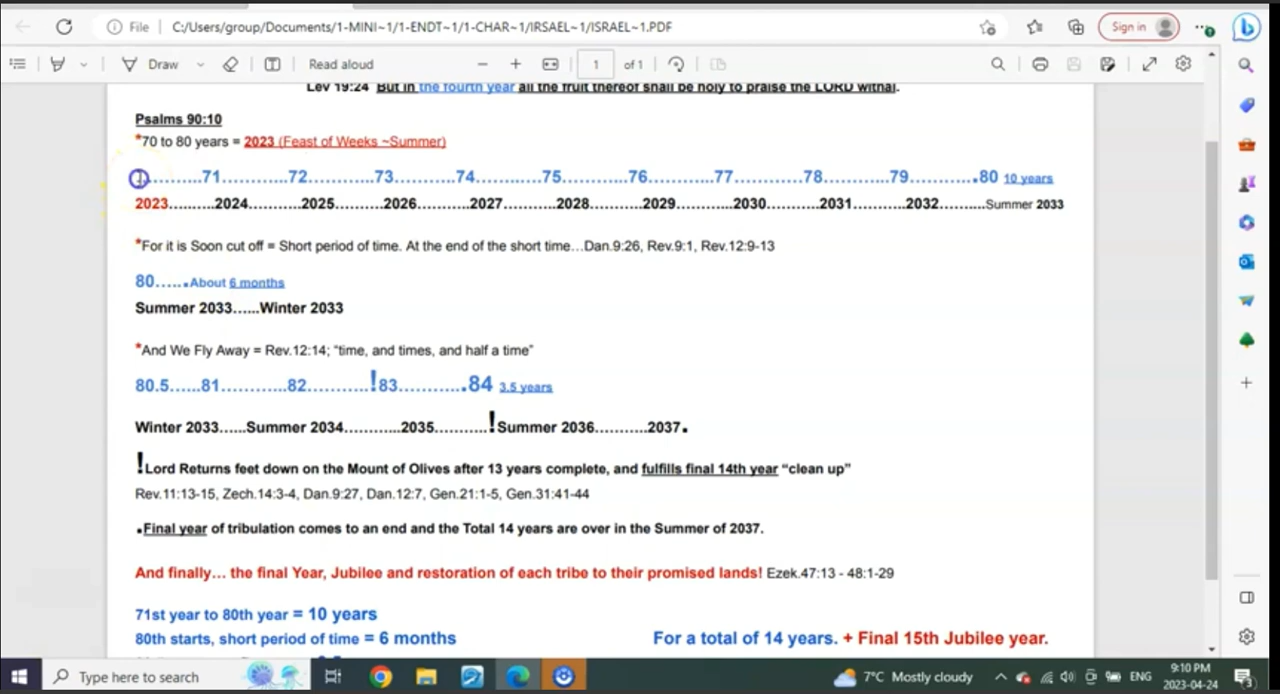 File C:/Users/group/Documents/1-MINI~1/1-ENDT~1/1-CHAR~1/IRSAEL~1/ISRAEL~1.PDF Sign in
Draw Read aloud 1 of 1
Lev 19:24 But in the fourth year all the fruit thereof shall be holy to praise the LORD withal.
Psalms 90:10
*70 to 80 years = 2023 (Feast of Weeks ~Summer)
..........71............72............73............74............75............76............77............78............79............80 10 years
2023..........2024..........2025..........2026..........2027..........2028..........2029..........2030..........2031..........2032..........Summer 2033
*For it is Soon cut off = Short period of time. At the end of the short time...Dan.9:26, Rev.9:1, Rev.12:9-13
80......About 6 months
Summer 2033......Winter 2033
*And We Fly Away = Rev.12:14; "time, and times, and half a time"
80.5......81............82...........!83............84 3.5 years
Winter 2033......Summer 2034...........2035..........!Summer 2036..........2037.
!Lord Returns feet down on the Mount of Olives after 13 years complete, and fulfills final 14th year "clean up"
Rev.11:13-15, Zech.14:3-4, Dan.9:27, Dan.12:7, Gen.21:1-5, Gen.31:41-44
.Final year of tribulation comes to an end and the Total 14 years are over in the Summer of 2037.
And finally... the final Year, Jubilee and restoration of each tribe to their promised lands! Ezek.47:13 - 48:1-29
71st year to 80th year = 10 years
80th starts, short period of time = 6 months For a total of 14 years. + Final 15th Jubilee year.
Type here to search 7°C Mostly cloudy ENG 9:10 PM
2023-04-24